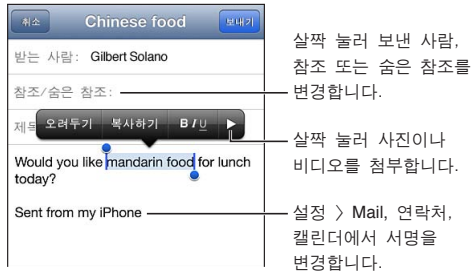 취소 Chinese food 보내기
받는 사람: Gilbert Solano
참조/숨은 참조:
오려두기 복사하기 B I U ▶
제목
Would you like mandarin food for lunch
today?
Sent from my iPhone
살짝 눌러 보낸 사람,
참조 또는 숨은 참조를
변경합니다.
살짝 눌러 사진이나
비디오를 첨부합니다.
설정 > Mail, 연락처,
캘린더에서 서명을
변경합니다.